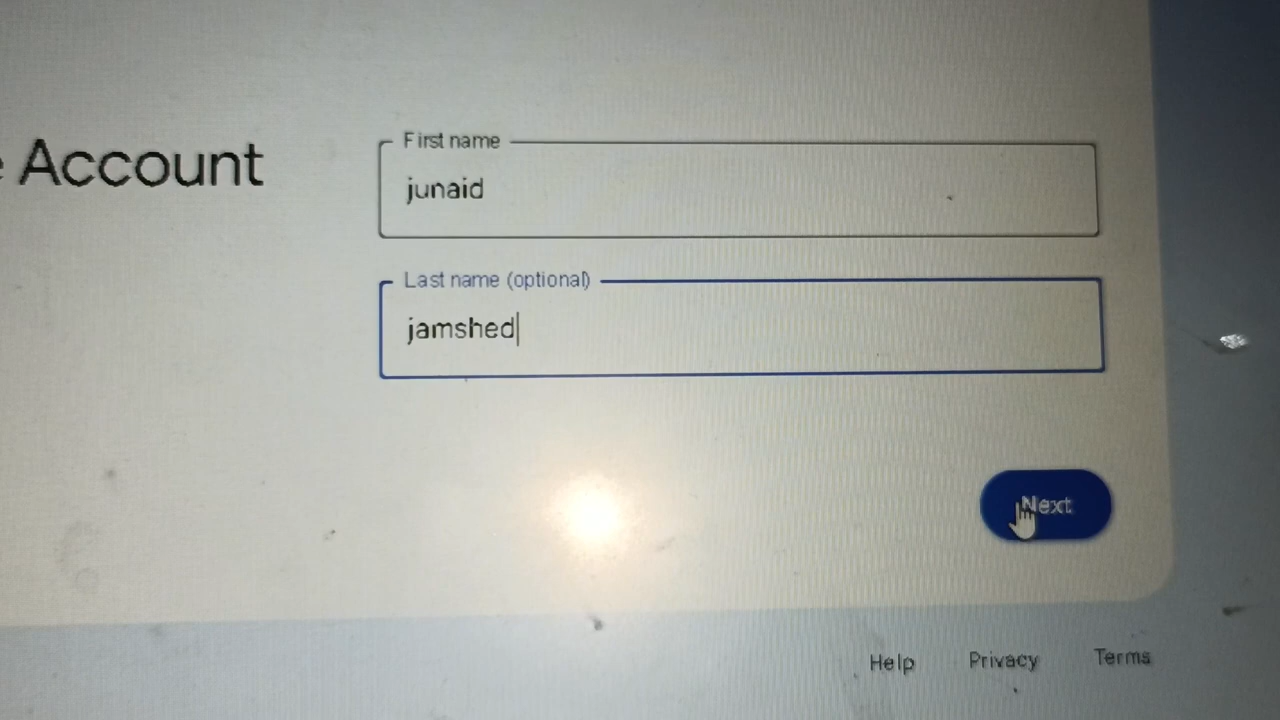 Account
First name
junaid
Last name (optional)
jamshed
Next
Help Privacy Terms